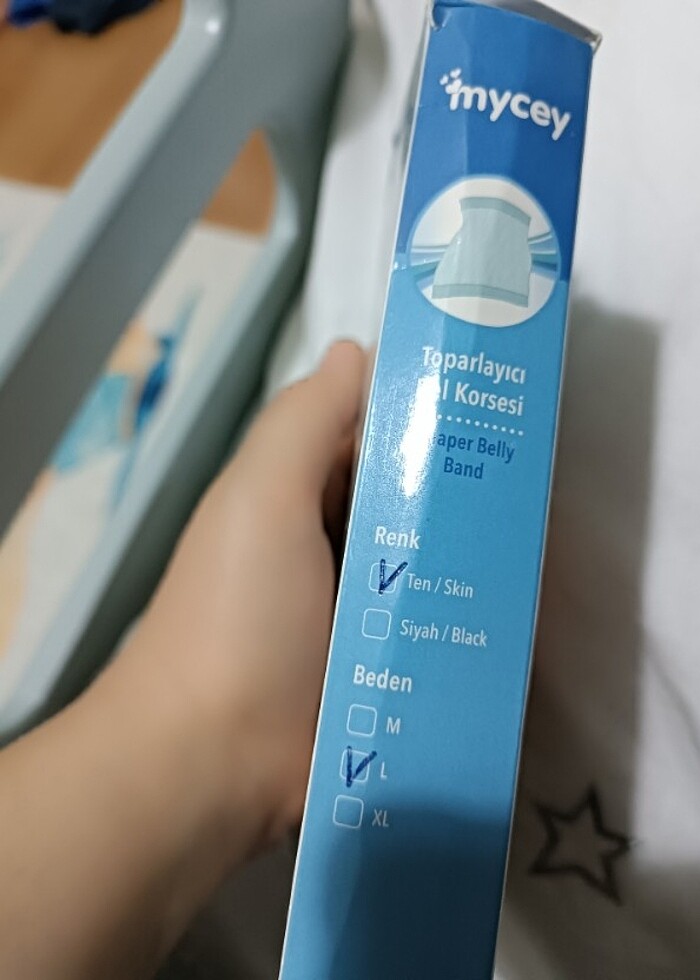 mycey
Toparlayıcı
Korsesi
Belly
Band
Renk
Ten / Skin
Siyah / Black
Beden
M
L
XL